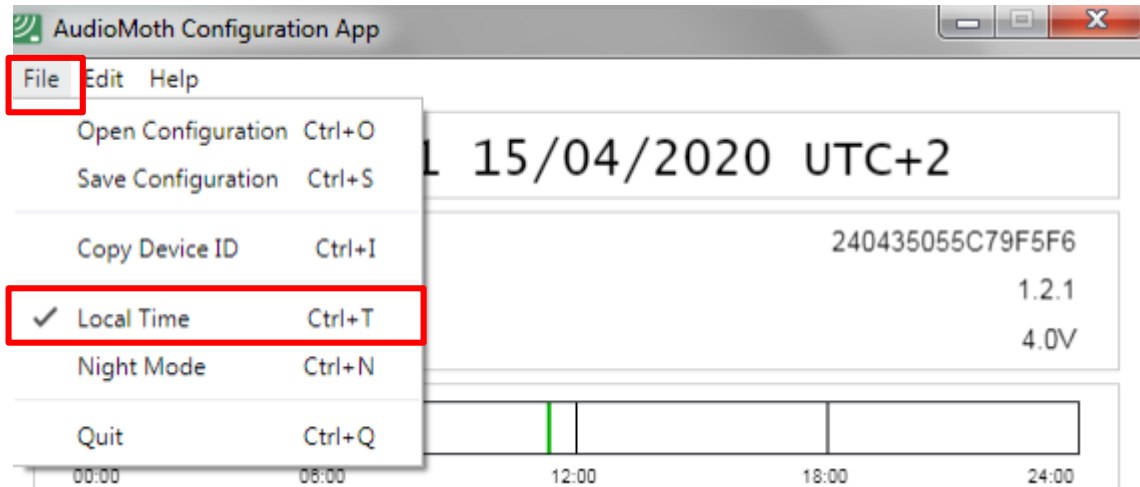 AudioMoth Configuration App
File Edit Help
Open Configuration Ctrl+O
15/04/2020 UTC+2
Save Configuration Ctrl+S
Copy Device ID Ctrl+I
240435055C79F5F6
1.2.1
Local Time Ctrl+T
4.0V
Night Mode Ctrl+N
Quit Ctrl+Q
00:00 06:00 12:00 18:00 24:00